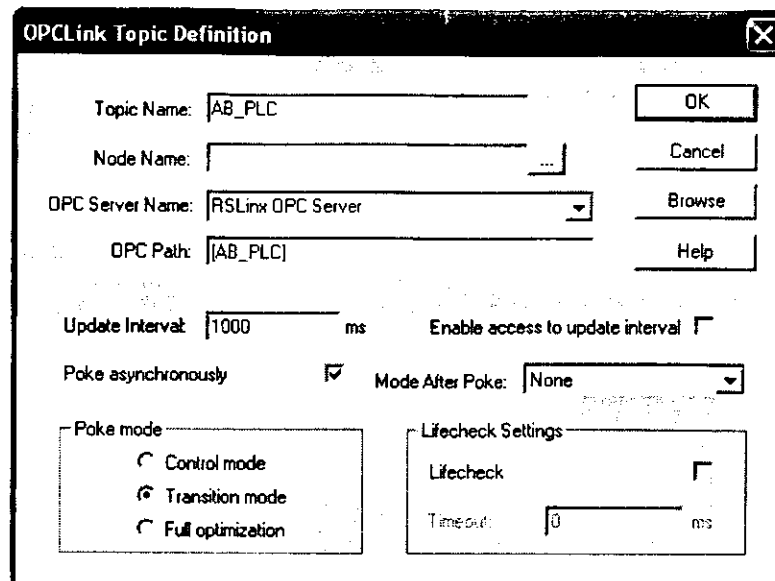 OPCLink Topic Definition
Topic Name: AB_PLC
OK
Node Name: ...
Cancel
OPC Server Name: RSLinx OPC Server
Browse
OPC Path: [AB_PLC]
Help
Update Interval: 1000 ms
Enable access to update interval
Poke asynchronously
Mode After Poke: None
Poke mode
Control mode
Transition mode
Full optimization
Lifecheck Settings
Lifecheck
Timeout: 0 ms